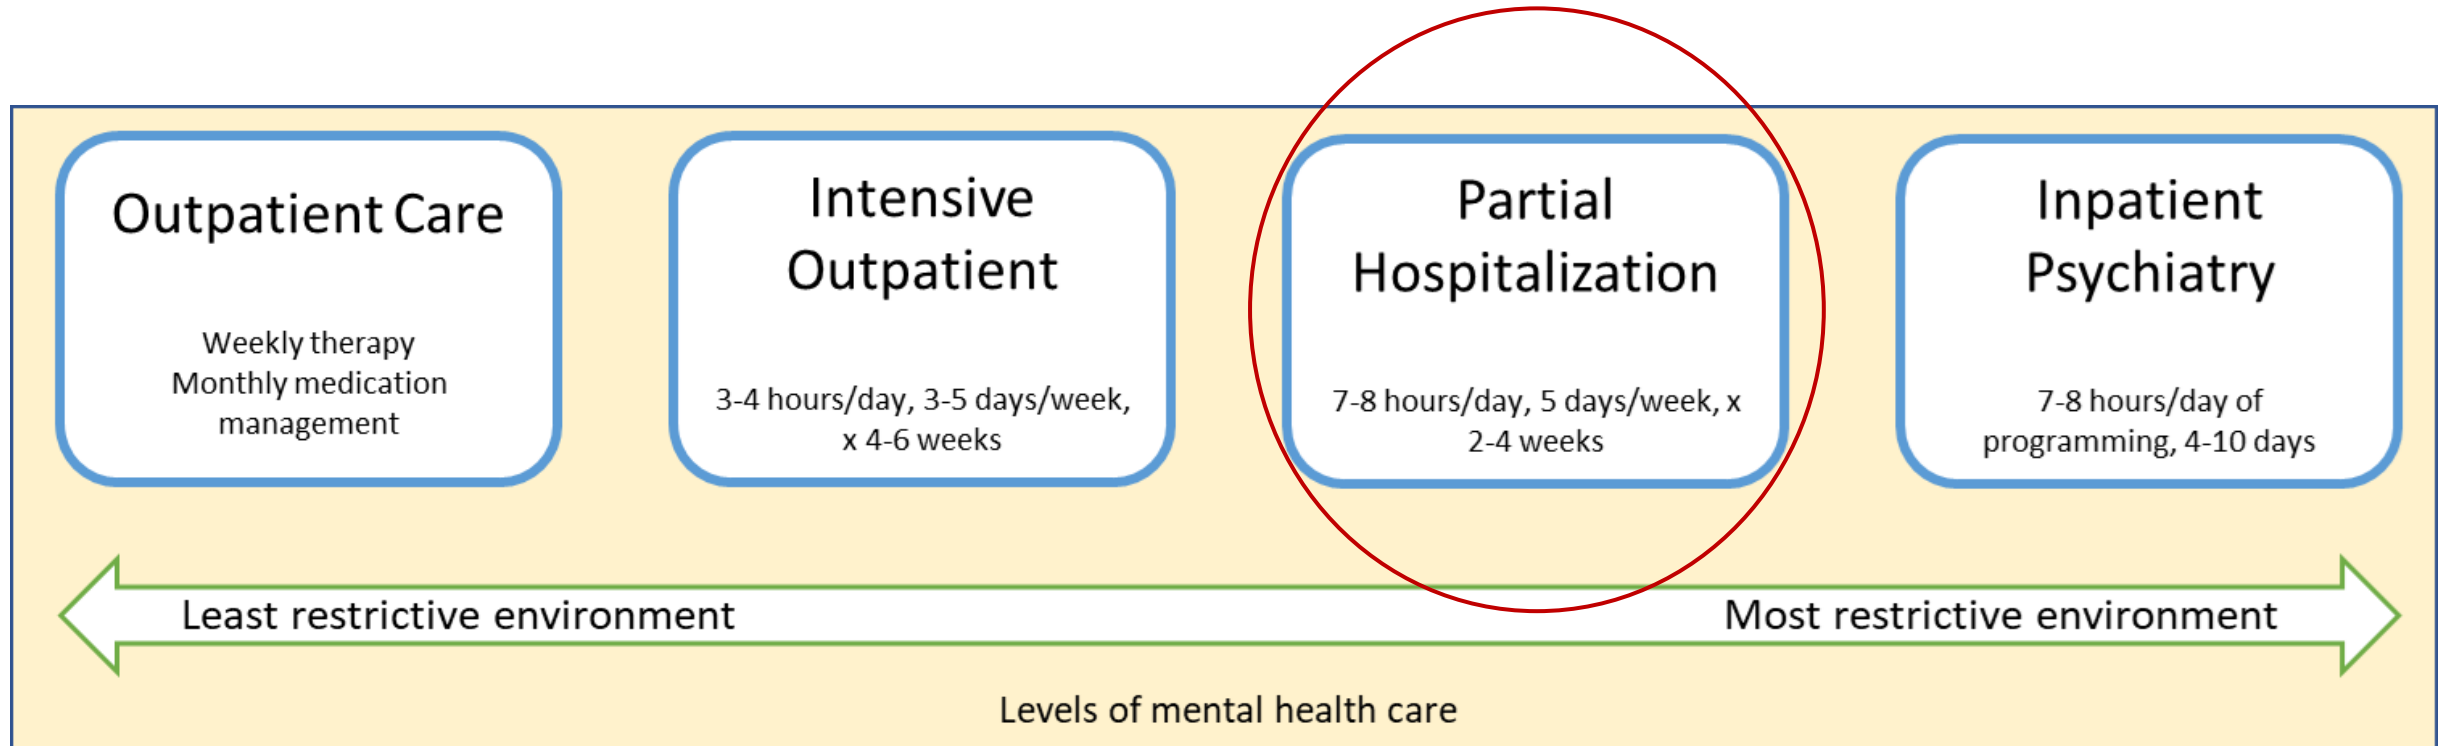 Outpatient Care
Weekly therapy
Monthly medication
management
Intensive
Outpatient
3-4 hours/day, 3-5 days/week,
x 4-6 weeks
Partial
Hospitalization
7-8 hours/day, 5 days/week, x
2-4 weeks
Inpatient
Psychiatry
7-8 hours/day of
programming, 4-10 days
Least restrictive environment
Most restrictive environment
Levels of mental health care